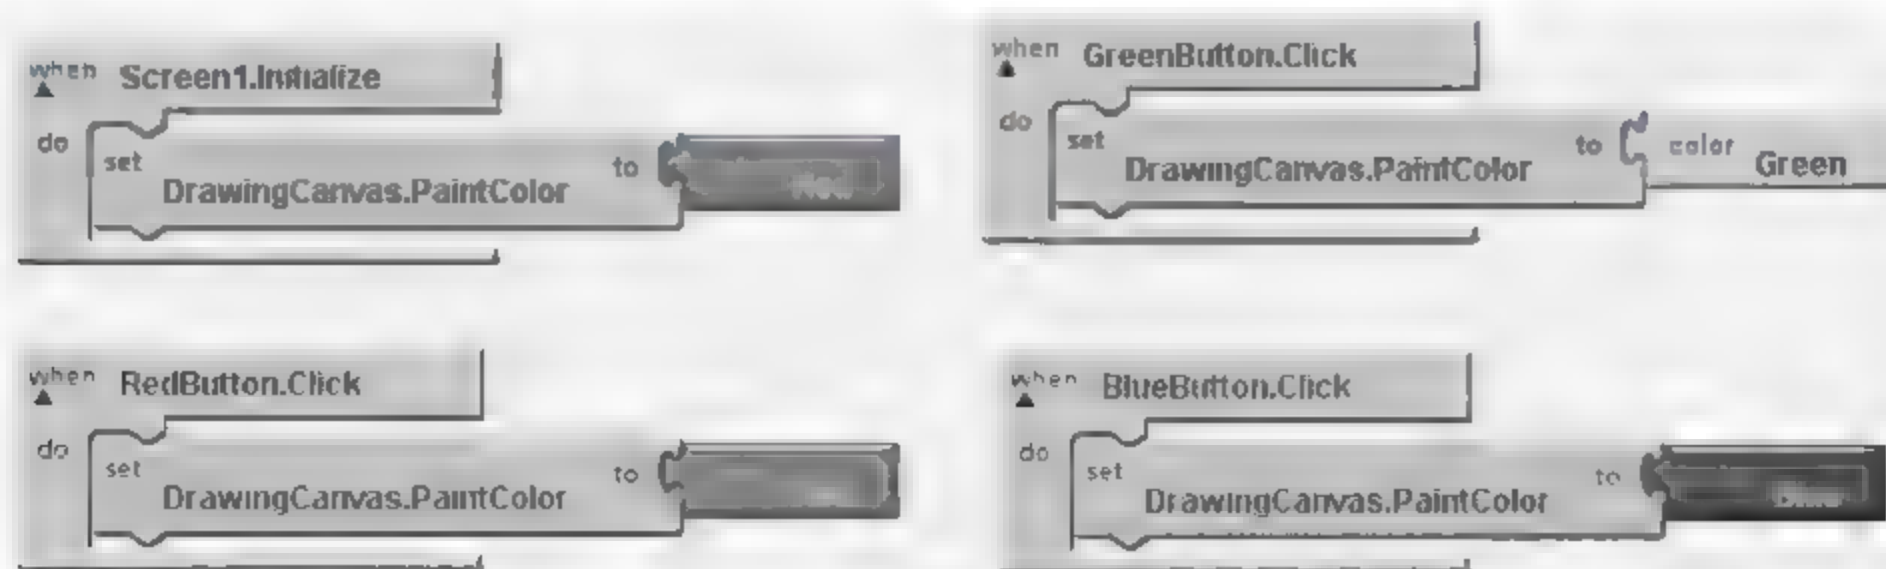 when Screen1.Initialize
do set
DrawingCanvas.PaintColor to
when GreenButton.Click
do set
DrawingCanvas.PaintColor to color Green
when RedButton.Click
do set
DrawingCanvas.PaintColor to
when BlueButton.Click
do set
DrawingCanvas.PaintColor to